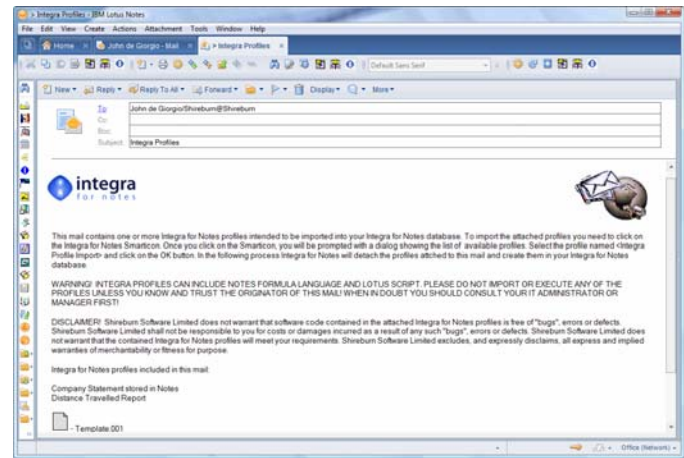 Integra Profiles - IBM Lotus Notes
File Edit View Create Actions Attachment Tools Window Help
Home John de Giorgio - Mail Integra Profiles
Default Sans Serif
New Reply Reply To All Forward Display More
To John de Giorgio/Shireburn@Shireburn
Cc
Bcc
Subject Integra Profiles
integra
for notes
This mail contains one or more Integra for Notes profiles intended to be imported into your Integra for Notes database. To import the attached profiles you need to click on
the Integra for Notes Smarticon. Once you click on the Smarticon, you will be prompted with a dialog showing the list of available profiles. Select the profile named <Integra
Profile Import> and click on the OK button. In the following process Integra for Notes will detach the profiles attched to this mail and create them in your Integra for Notes
database.
WARNING! INTEGRA PROFILES CAN INCLUDE NOTES FORMULA LANGUAGE AND LOTUS SCRIPT. PLEASE DO NOT IMPORT OR EXECUTE ANY OF THE
PROFILES UNLESS YOU KNOW AND TRUST THE ORIGINATOR OF THIS MAIL! WHEN IN DOUBT YOU SHOULD CONSULT YOUR IT ADMINISTRATOR OR
MANAGER FIRST!
DISCLAIMER! Shireburn Software Limited does not warrant that software code contained in the attached Integra for Notes profiles is free of "bugs", errors or defects.
Shireburn Software Limited shall not be responsible to you for costs or damages incurred as a result of any such "bugs", errors or defects. Shireburn Software Limited does
not warrant that the contained Integra for Notes profiles will meet your requirements. Shireburn Software Limited excludes, and expressly disclaims, all express and implied
warranties of merchantability or fitness for purpose.
Integra for Notes profiles included in this mail:
Company Statement stored in Notes
Distance Travelled Report
- Template.001
Office (Network)